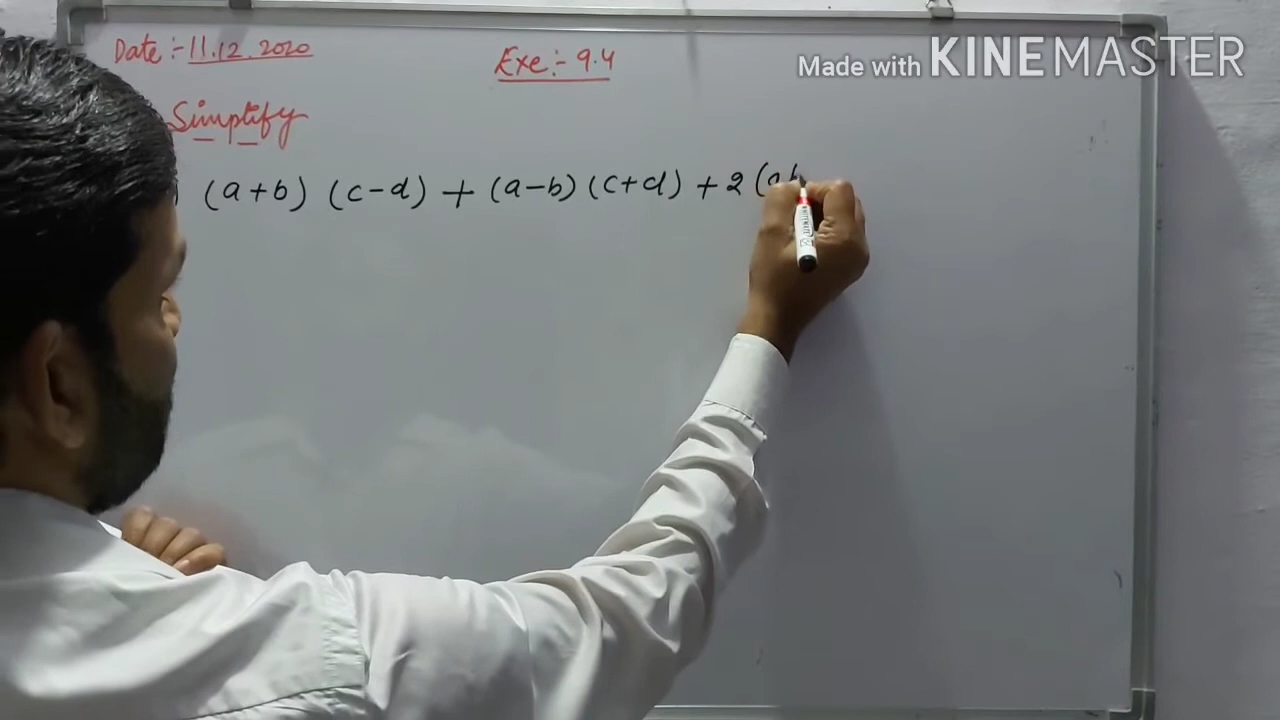 Date :- 11.12.2020
Exe:- 9.4
Made with KINEMASTER
Simplify
(a+b) (c-d) + (a-b) (c+d) + 2 (a